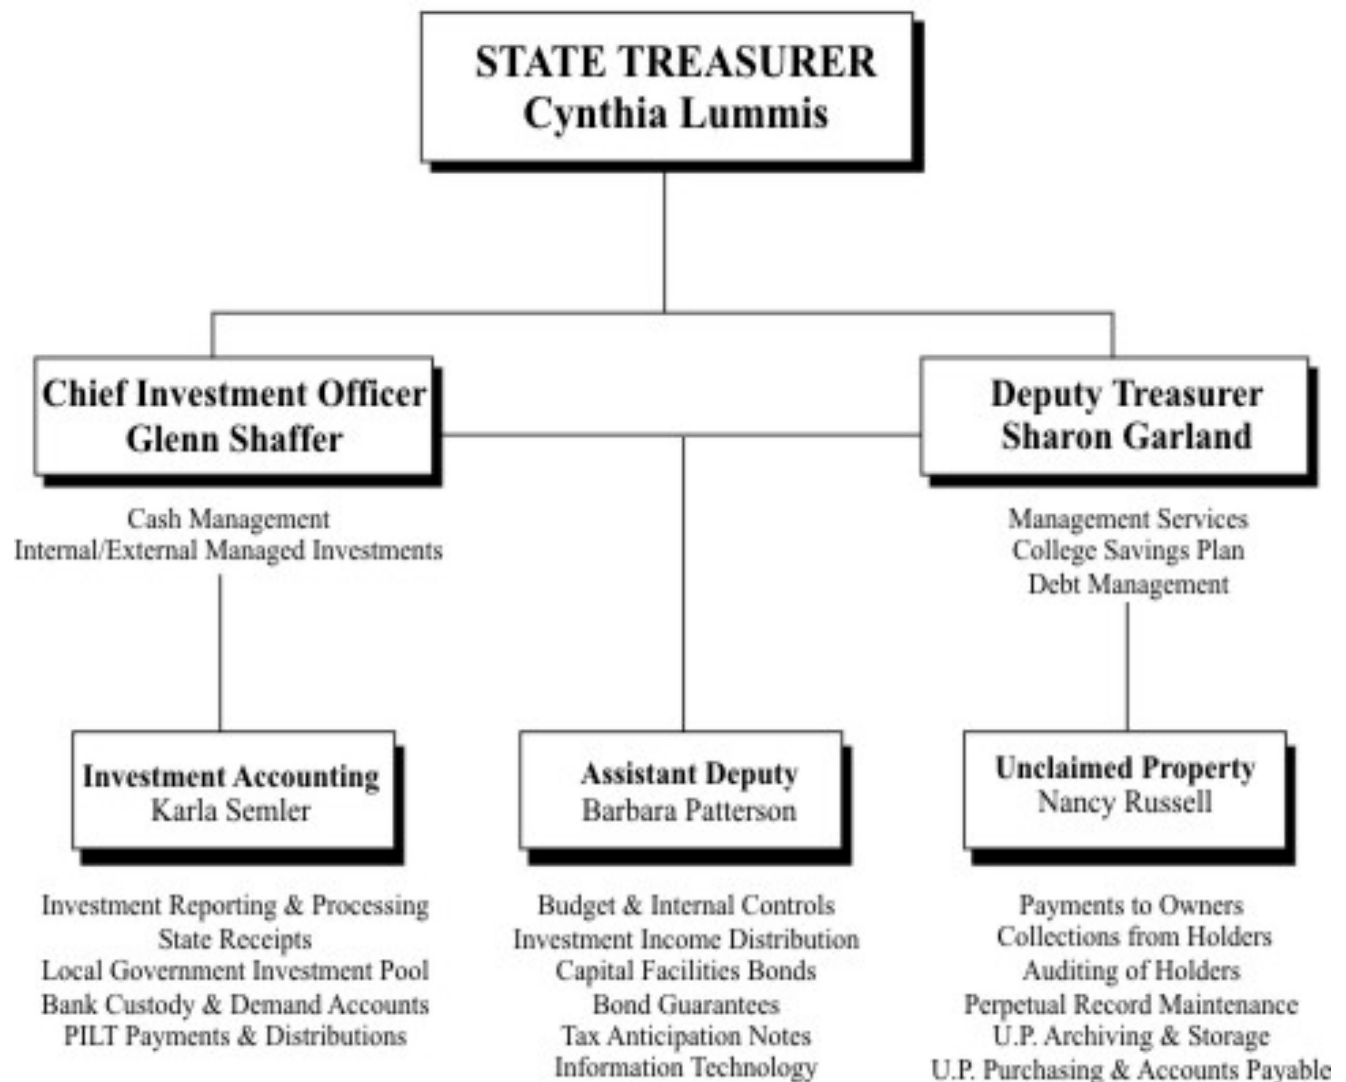 STATE TREASURER
Cynthia Lummis
Chief Investment Officer
Glenn Shaffer
Deputy Treasurer
Sharon Garland
Cash Management
Internal/External Managed Investments
Management Services
College Savings Plan
Debt Management
Investment Accounting
Karla Semler
Assistant Deputy
Barbara Patterson
Unclaimed Property
Nancy Russell
Investment Reporting & Processing
State Receipts
Local Government Investment Pool
Bank Custody & Demand Accounts
PILT Payments & Distributions
Budget & Internal Controls
Investment Income Distribution
Capital Facilities Bonds
Bond Guarantees
Tax Anticipation Notes
Information Technology
Payments to Owners
Collections from Holders
Auditing of Holders
Perpetual Record Maintenance
U.P. Archiving & Storage
U.P. Purchasing & Accounts Payable